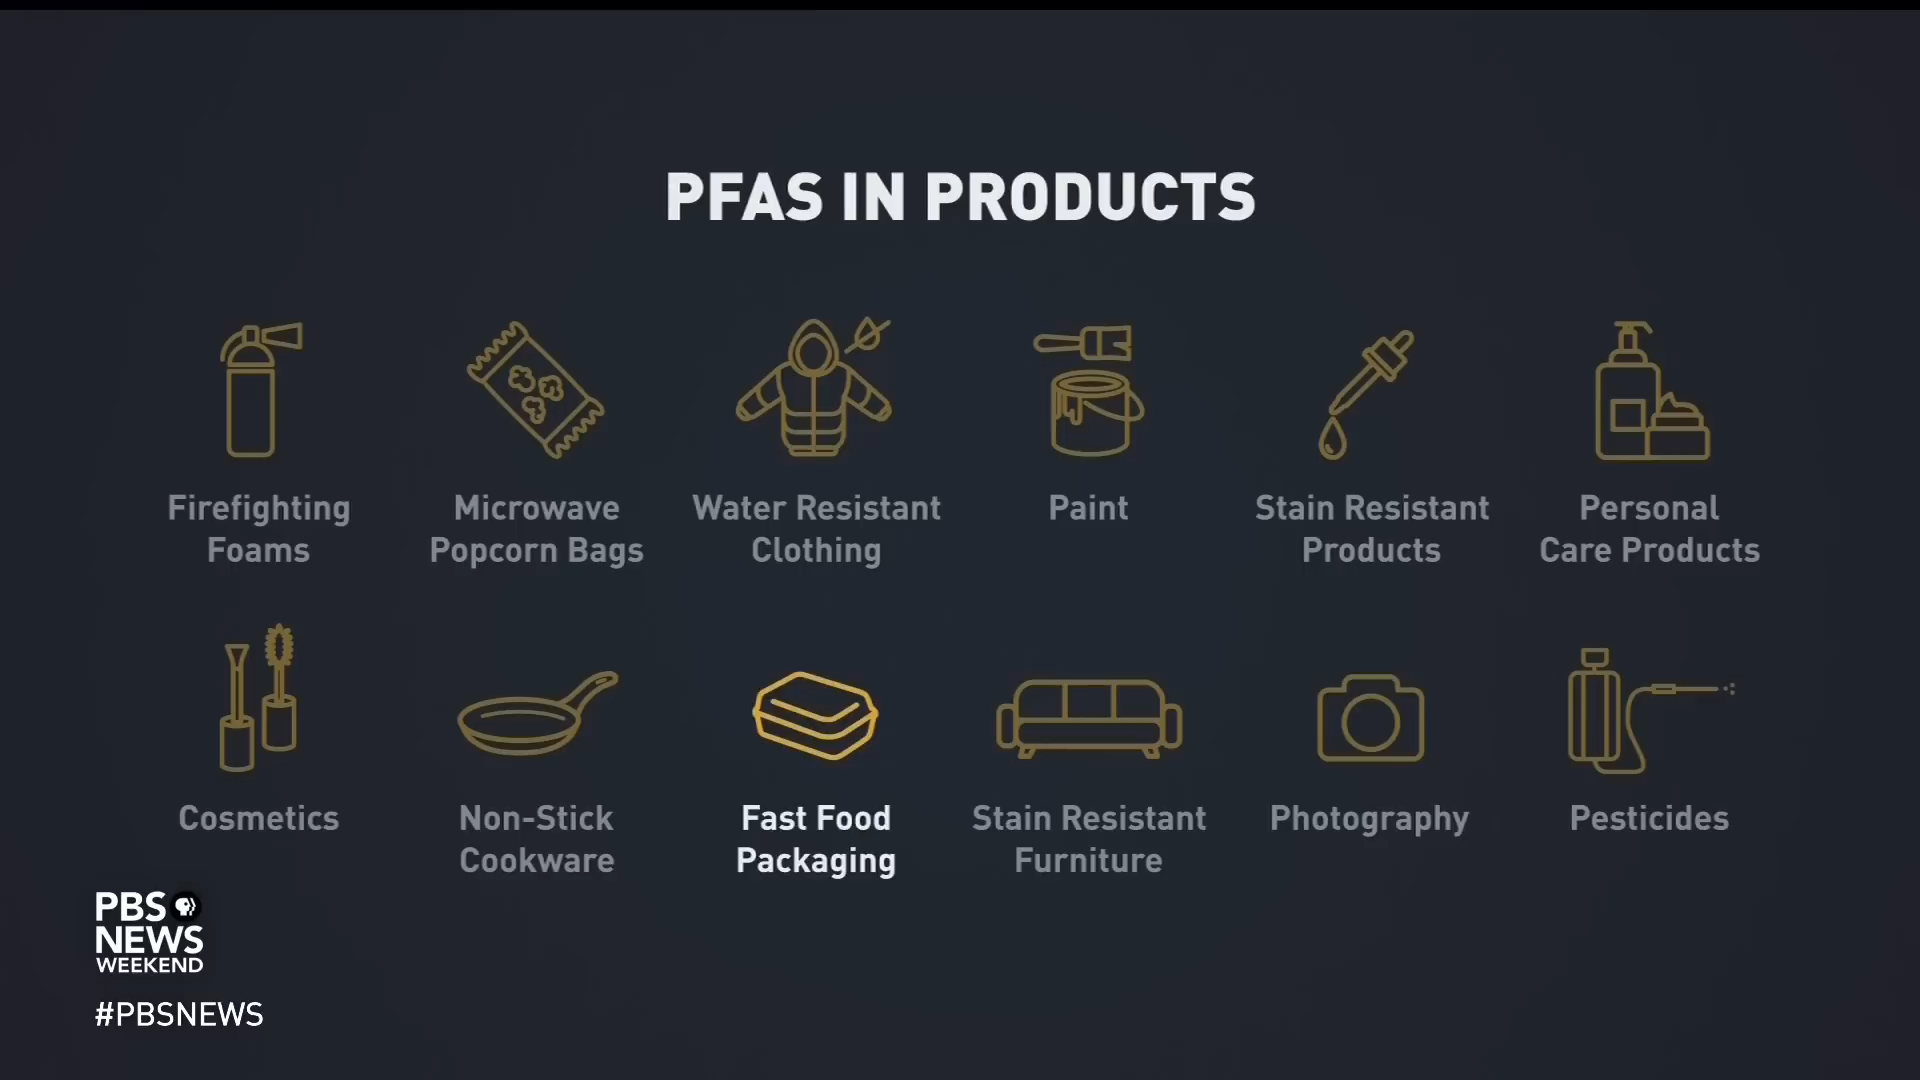 PFAS IN PRODUCTS
Firefighting
Foams
Microwave
Popcorn Bags
Water Resistant
Clothing
Paint
Stain Resistant
Products
Personal
Care Products
Cosmetics
Non-Stick
Cookware
Fast Food
Packaging
Stain Resistant
Furniture
Photography
Pesticides
PBS
NEWS
WEEKEND
#PBSNEWS